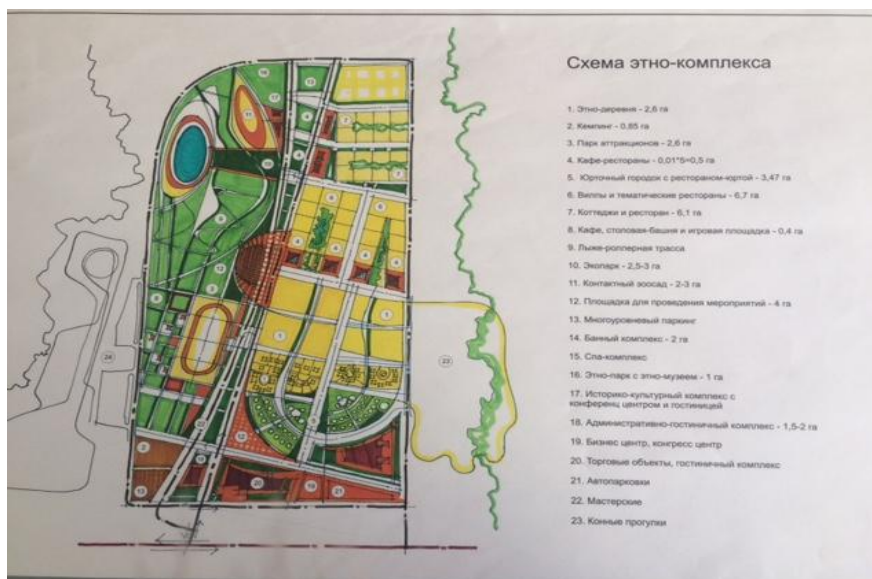 Схема этно-комплекса
1. Этно-деревня - 2,6 га
2. Кемпинг - 0,85 га
3. Парк аттракционов - 2,6 га
4. Кафе-рестораны - 0,01*5=0,5 га
5. Юрточный городок с рестораном-юртой - 3,47 га
6. Виллы и тематические рестораны - 6,7 га
7. Коттеджи и ресторан - 6,1 га
8. Кафе, столовая-башня и игровая площадка - 0,4 га
9. Лыже-роллерная трасса
10. Экопарк - 2,5-3 га
11. Контактный зоосад - 2-3 га
12. Площадка для проведения мероприятий - 4 га
13. Многоуровневый паркинг
14. Банный комплекс - 2 га
15. Спа-комплекс
16. Этно-парк с этно-музеем - 1 га
17. Историко-культурный комплекс с
конференц центром и гостиницей
18. Административно-гостиничный комплекс - 1,5-2 га
19. Бизнес центр, конгресс центр
20. Торговые объекты, гостиничный комплекс
21. Автопарковки
22. Мастерские
23. Конные прогулки